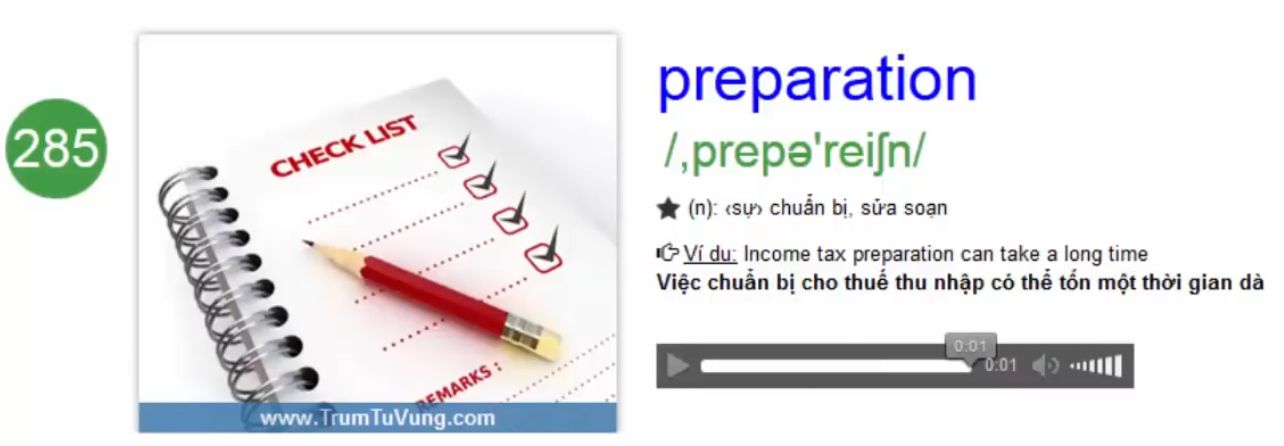 285
CHECK LIST
REMARKS :
www.TrumTuVung.com
preparation
/,prepə'reiʃn/
★ (n): ‹sự› chuẩn bị, sửa soạn
Ví dụ: Income tax preparation can take a long time
Việc chuẩn bị cho thuế thu nhập có thể tốn một thời gian dà
0:01
0:01